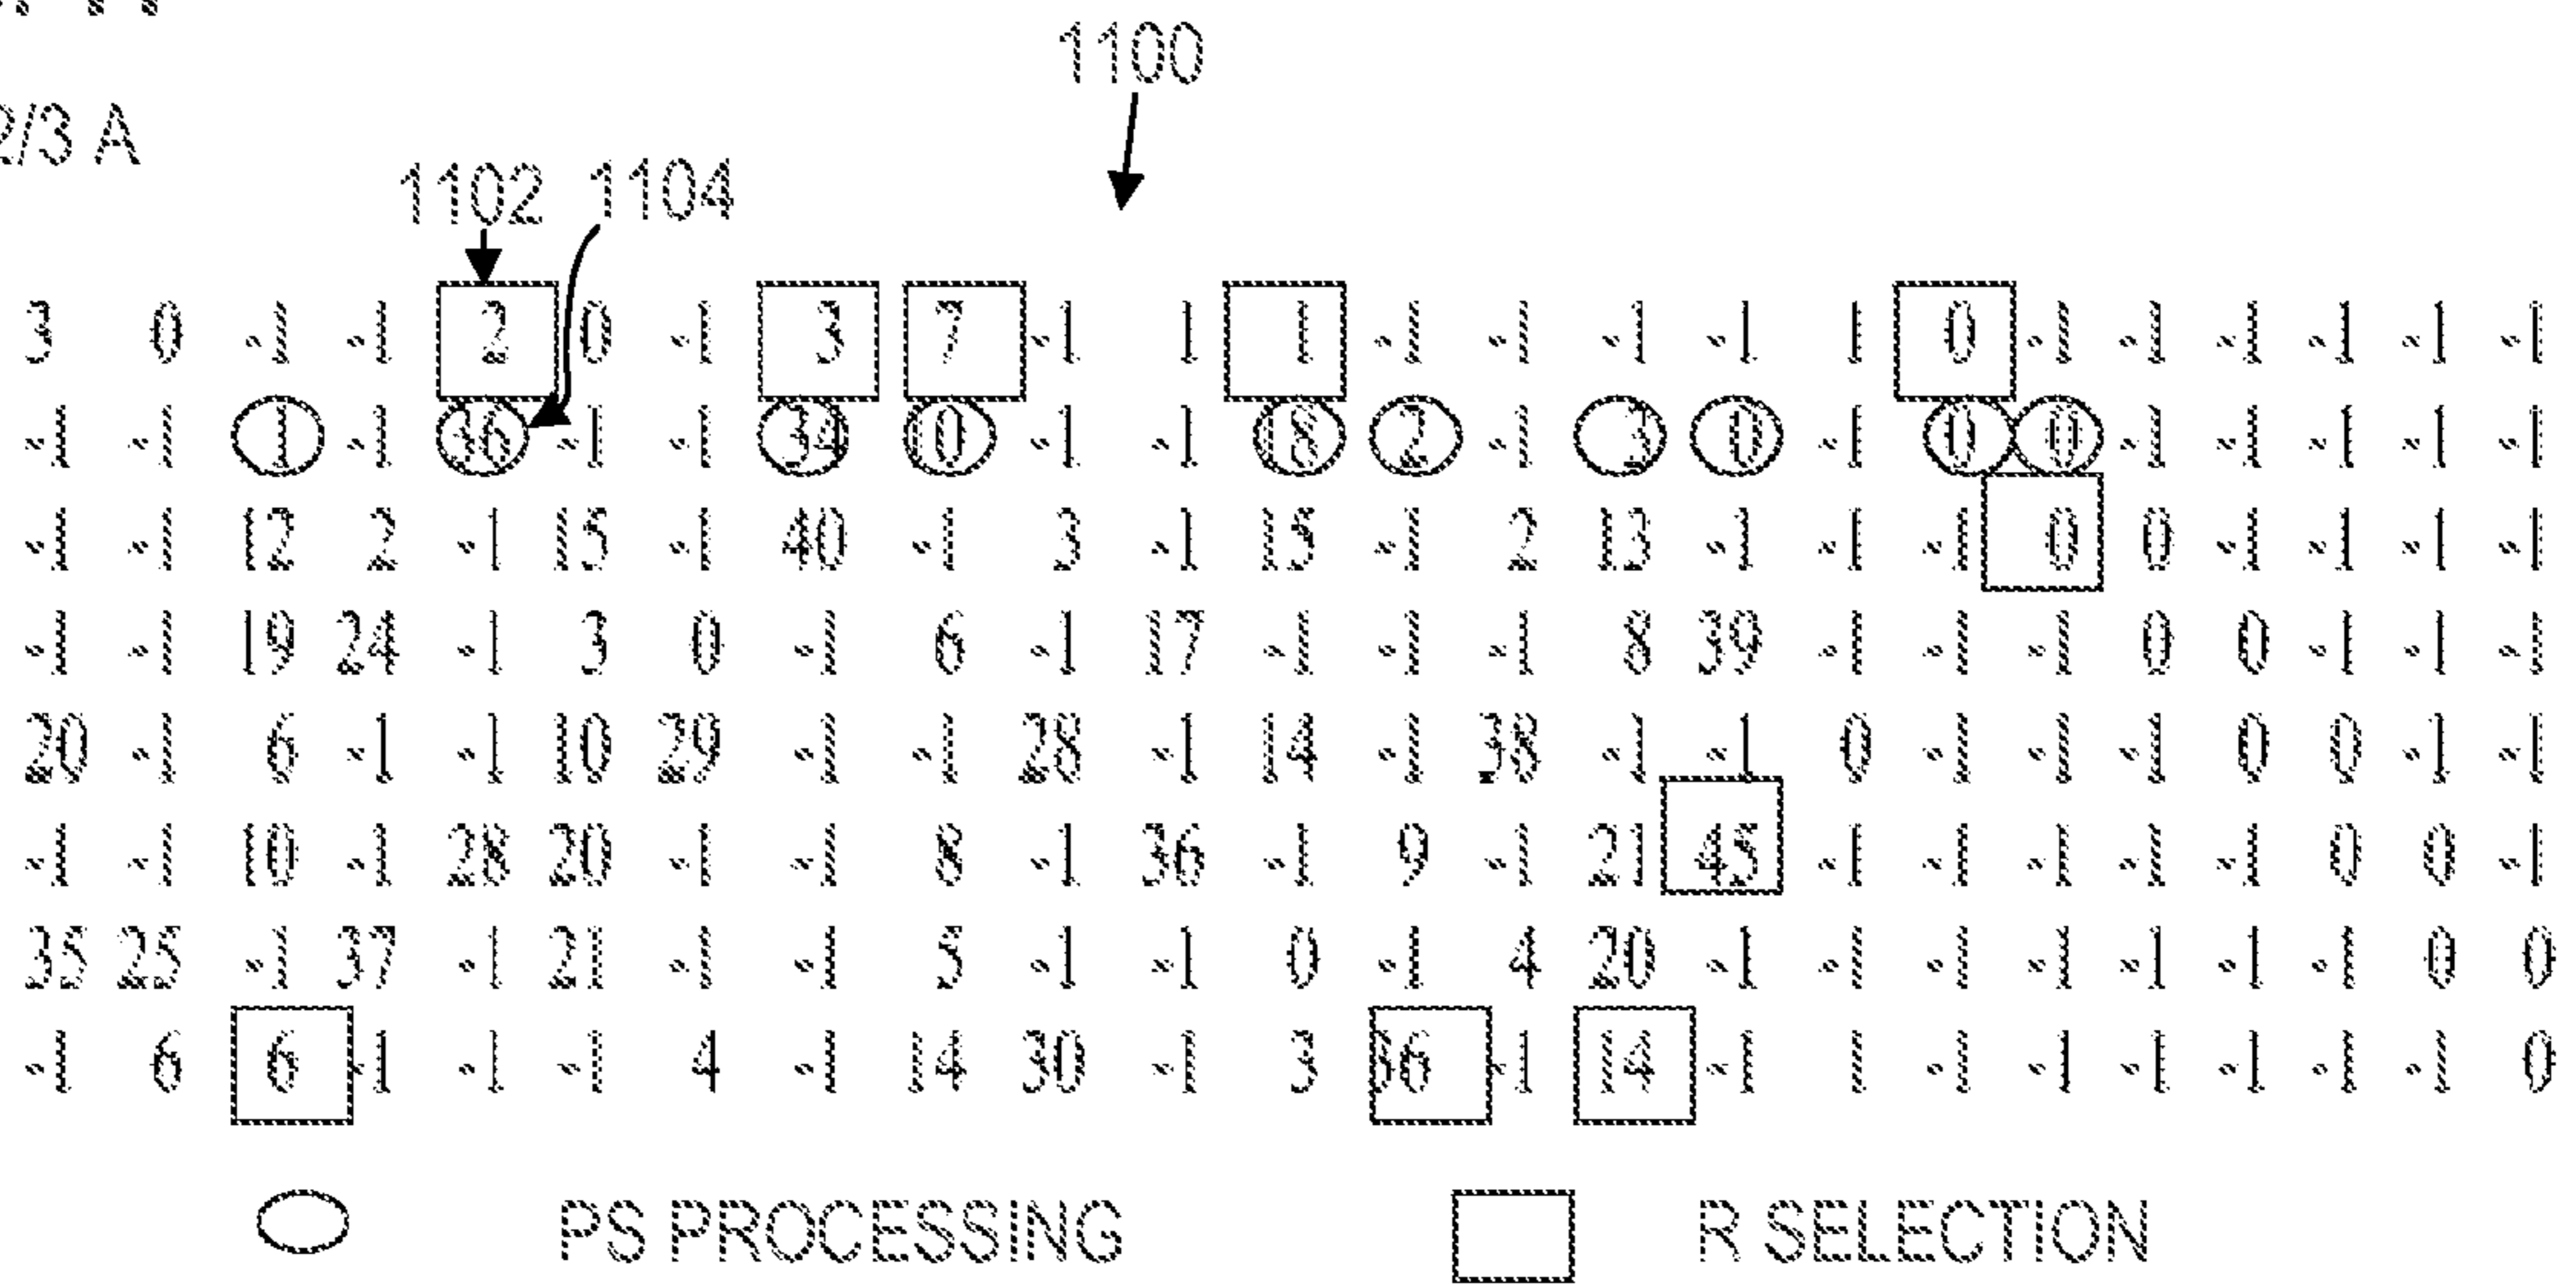 1100
2/3 A
1102 1104
3 0 -1 -1 2 0 -1 3 7 -1 1 1 -1 -1 -1 -1 1 0 -1 -1 -1 -1 -1 -1
-1 -1 1 -1 36 -1 -1 34 10 -1 -1 18 2 -1 3 0 -1 0 0 -1 -1 -1 -1 -1
-1 -1 12 2 -1 15 -1 40 -1 3 -1 15 -1 2 13 -1 -1 -1 0 0 -1 -1 -1 -1
-1 -1 19 24 -1 3 0 -1 6 -1 17 -1 -1 -1 8 39 -1 -1 -1 0 0 -1 -1 -1
20 -1 6 -1 -1 10 29 -1 -1 28 -1 14 -1 38 -1 -1 0 -1 -1 -1 0 0 -1 -1
-1 -1 10 -1 28 20 -1 -1 8 -1 36 -1 9 -1 21 45 -1 -1 -1 -1 -1 0 0 -1
35 25 -1 37 -1 21 -1 -1 5 -1 -1 0 -1 4 20 -1 -1 -1 -1 -1 -1 -1 0 0
-1 6 6 -1 -1 -1 4 -1 14 30 -1 3 36 -1 14 -1 1 -1 -1 -1 -1 -1 -1 0
PS PROCESSING R SELECTION